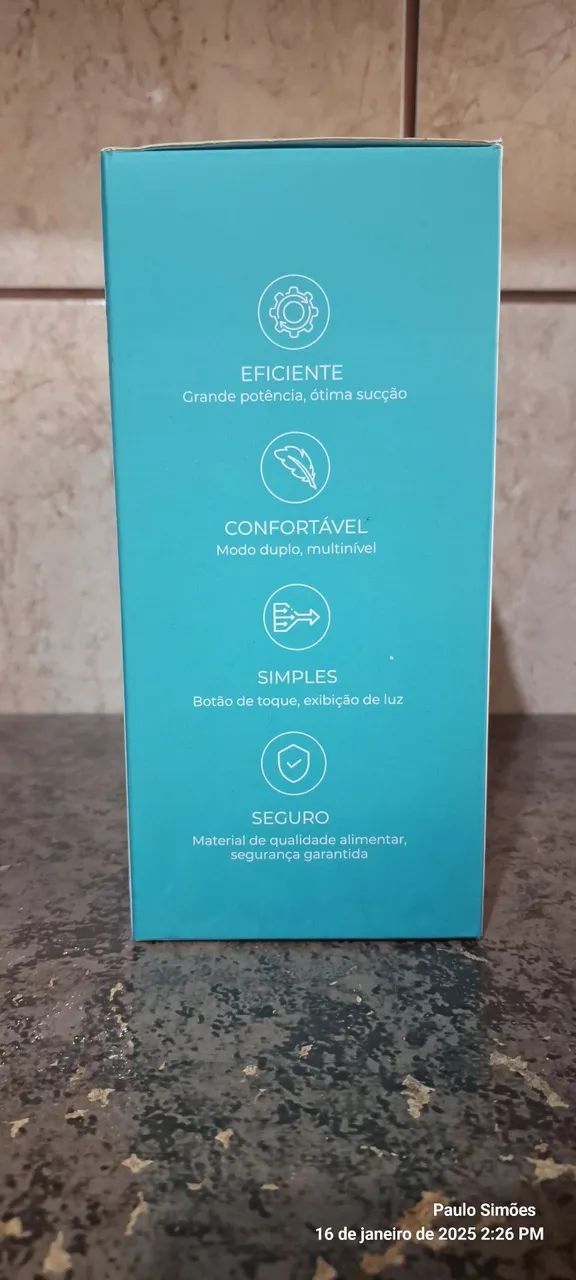 EFICIENTE
Grande potência, ótima sucção
CONFORTÁVEL
Modo duplo, multinível
SIMPLES
Botão de toque, exibição de luz
SEGURO
Material de qualidade alimentar,
segurança garantida
Paulo Simões
16 de janeiro de 2025 2:26 PM